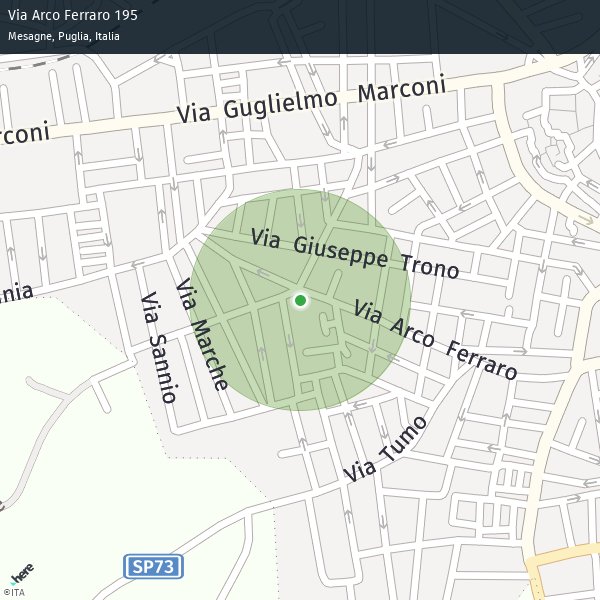 Via Arco Ferraro 195
Mesagne, Puglia, Italia
Via Guglielmo Marconi
rconi
Via Giuseppe Trono
nia
Via Marche
Via Sannio
Via Arco Ferraro
Via Tumo
SP73
here
©ITA